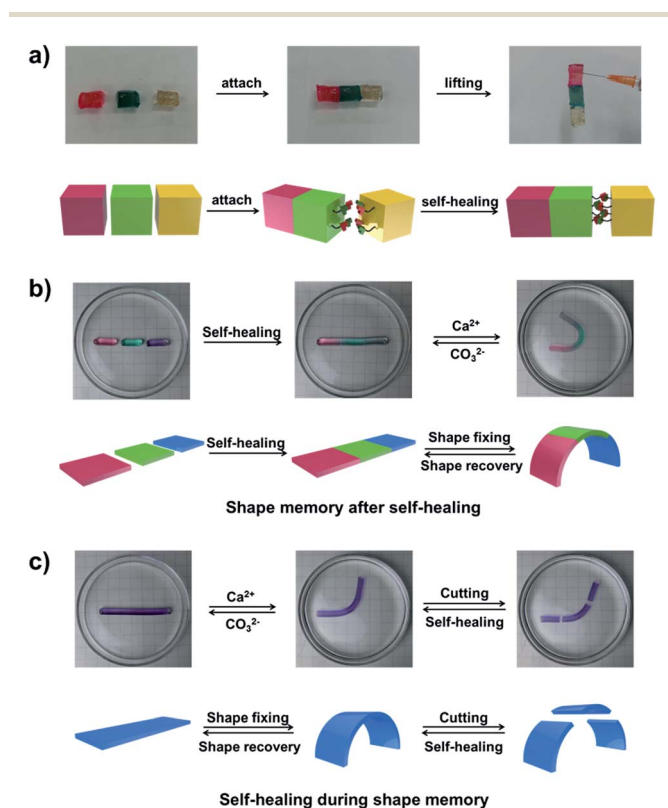 a)
attach
lifting
attach
self-healing
b)
Self-healing
Ca²⁺
CO₃²⁻
Self-healing
Shape fixing
Shape recovery
Shape memory after self-healing
c)
Ca²⁺
CO₃²⁻
Cutting
Self-healing
Shape fixing
Shape recovery
Cutting
Self-healing
Self-healing during shape memory